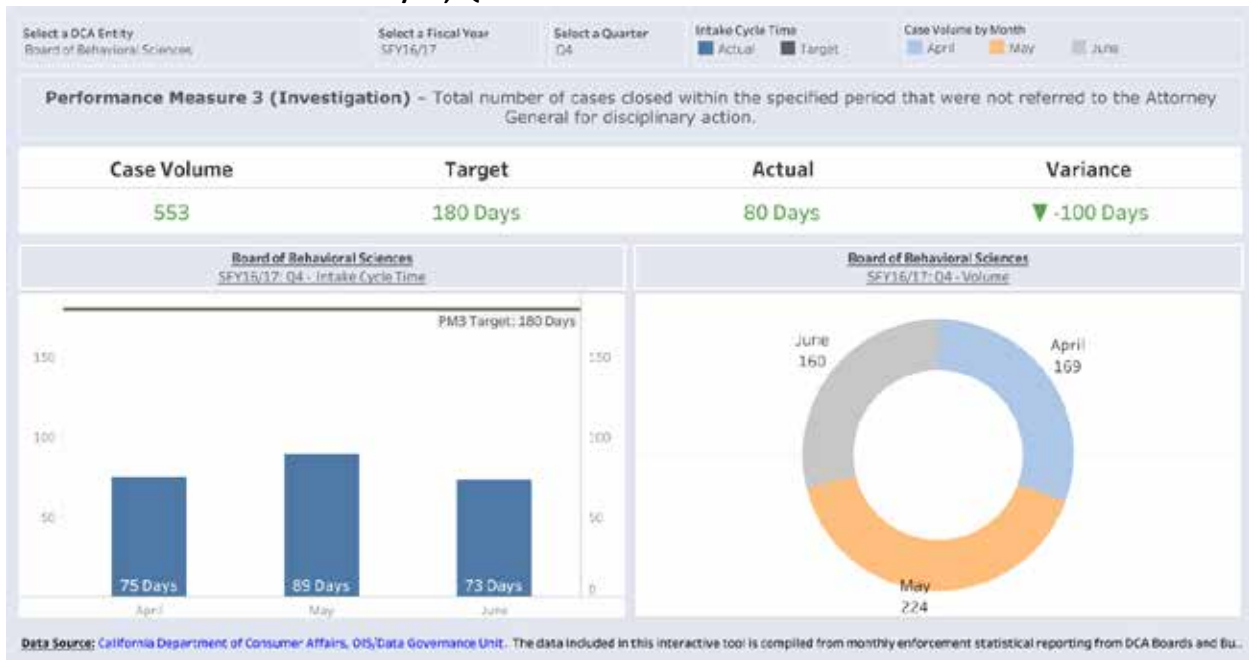 Select a DCA Entity
Board of Behavioral Sciences
Select a Fiscal Year
SFY16/17
Select a Quarter
Q4
Intake Cycle Time
Actual Target
Case Volume by Month
April May June
Performance Measure 3 (Investigation) - Total number of cases closed within the specified period that were not referred to the Attorney
General for disciplinary action.
Case Volume Target Actual Variance
553 180 Days 80 Days ▼ -100 Days
Board of Behavioral Sciences
SFY16/17: Q4 - Intake Cycle Time
PM3 Target: 180 Days
150 150
100 100
50 50
0
75 Days 89 Days 73 Days
April May June
Board of Behavioral Sciences
SFY16/17: Q4 - Volume
June
160
April
169
May
224
Data Source: California Department of Consumer Affairs, OIS/Data Governance Unit. The data included in this interactive tool is compiled from monthly enforcement statistical reporting from DCA Boards and Bu..